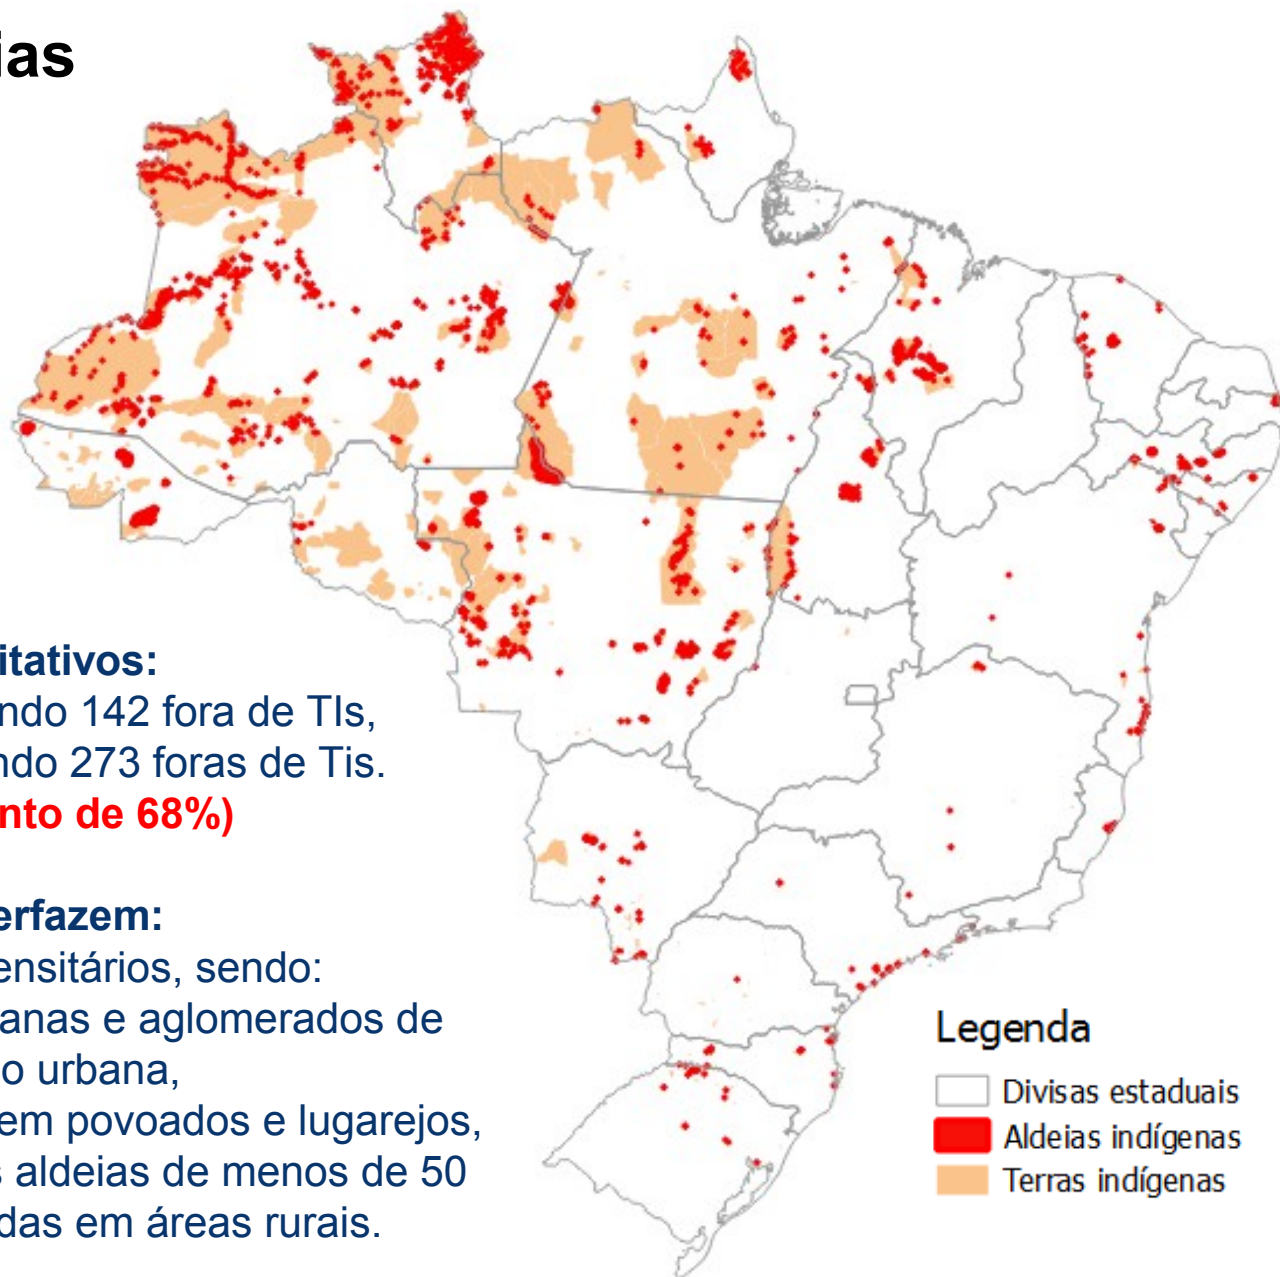 ias
itativos:
ndo 142 fora de TIs,
ndo 273 foras de Tis.
nto de 68%)
erfazem:
ensitários, sendo:
anas e aglomerados de
o urbana,
em povoados e lugarejos,
s aldeias de menos de 50
das em áreas rurais.
Legenda
Divisas estaduais
Aldeias indígenas
Terras indígenas